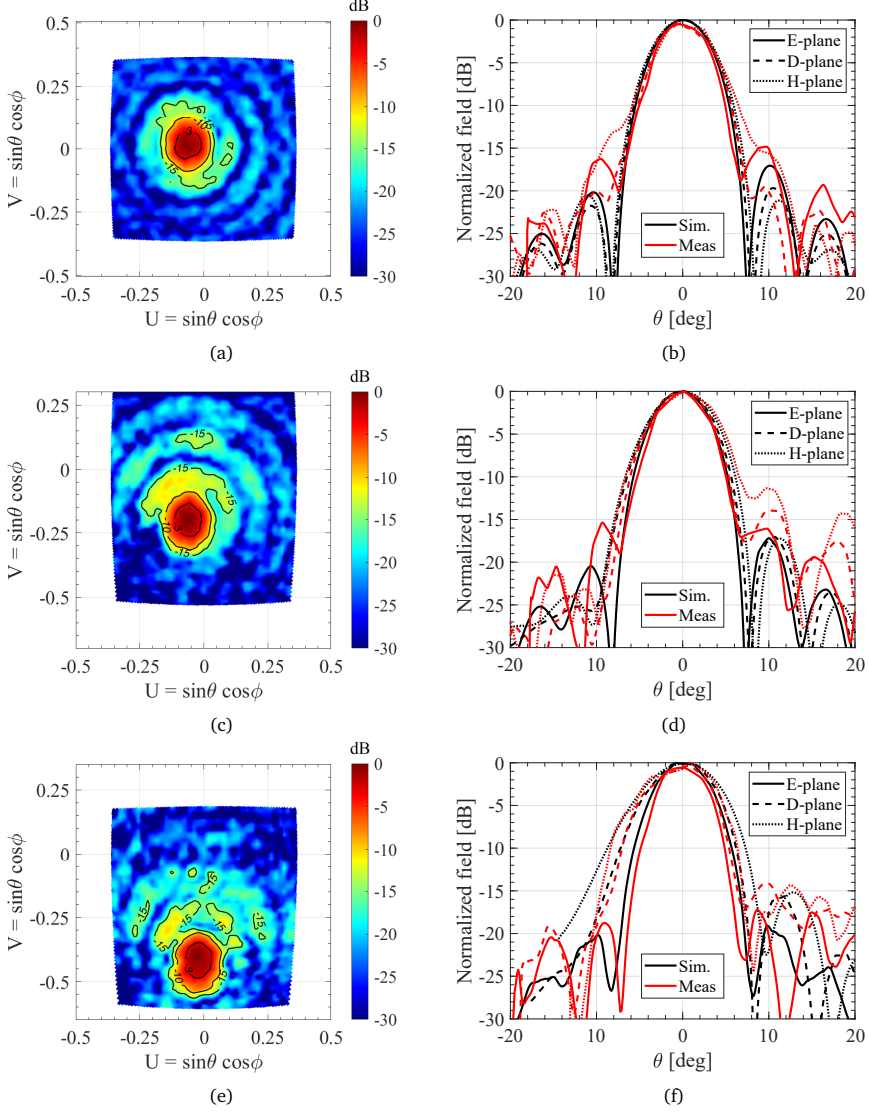 dB
0.5
0.25
0
-0.25
-0.5
V = sinθ cosϕ
-10
-15
-3
-15
-0.5
-0.25
0
0.25
0.5
U = sinθ cosϕ
0
-5
-10
-15
-20
-25
-30
(a)
Normalized field [dB]
0
-5
-10
-15
-20
-25
-30
E-plane
D-plane
H-plane
Sim.
Meas
-20
10
0
10
20
θ [deg]
(b)
dB
0.25
0
-0.25
-0.5
V = sinθ cosϕ
-15
-15
-15
-10
-3
-15
-0.5
-0.25
0
0.25
0.5
U = sinθ cosϕ
0
-5
-10
-15
-20
-25
-30
(c)
Normalized field [dB]
0
-5
-10
-15
-20
-25
-30
E-plane
D-plane
H-plane
Sim.
Meas
-20
10
0
10
20
θ [deg]
(d)
dB
0.25
0
-0.25
-0.5
V = sinθ cosϕ
-15
-15
-15
-15
-3
-10
15
-0.5
-0.25
0
0.25
0.5
U = sinθ cosϕ
0
-5
-10
-15
-20
-25
-30
(e)
Normalized field [dB]
0
-5
-10
-15
-20
-25
-30
E-plane
D-plane
H-plane
Sim.
Meas
-20
10
0
10
20
θ [deg]
(f)